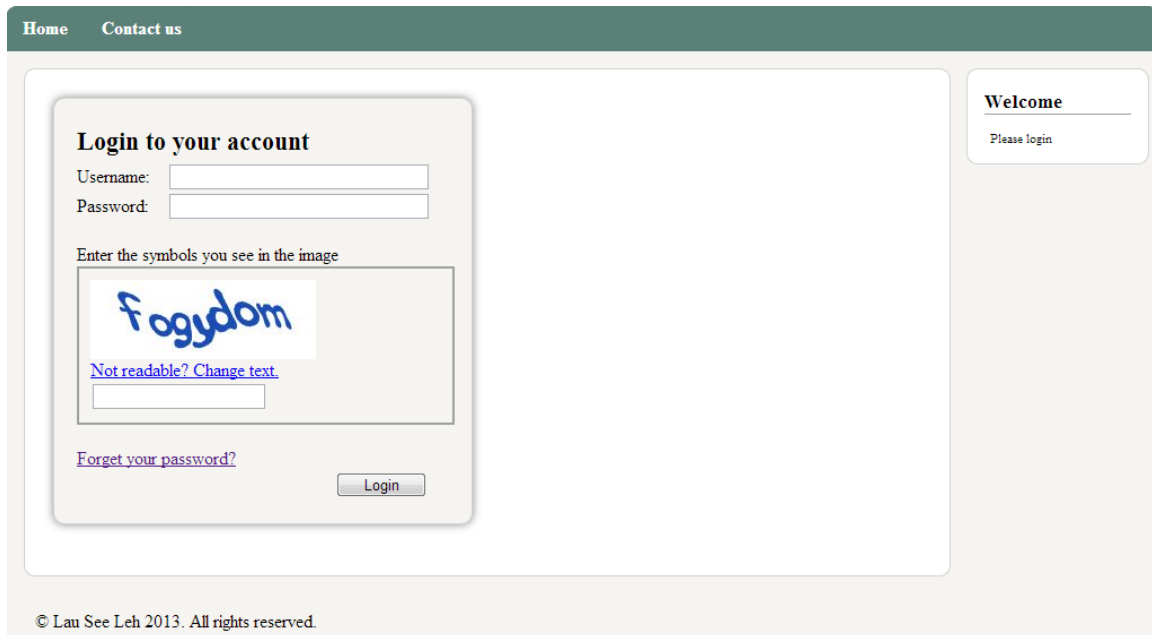 Home Contact us
Welcome
Please login
Login to your account
Username:
Password:
Enter the symbols you see in the image
fogydom
Not readable? Change text.
Forget your password?
Login
© Lau See Leh 2013. All rights reserved.